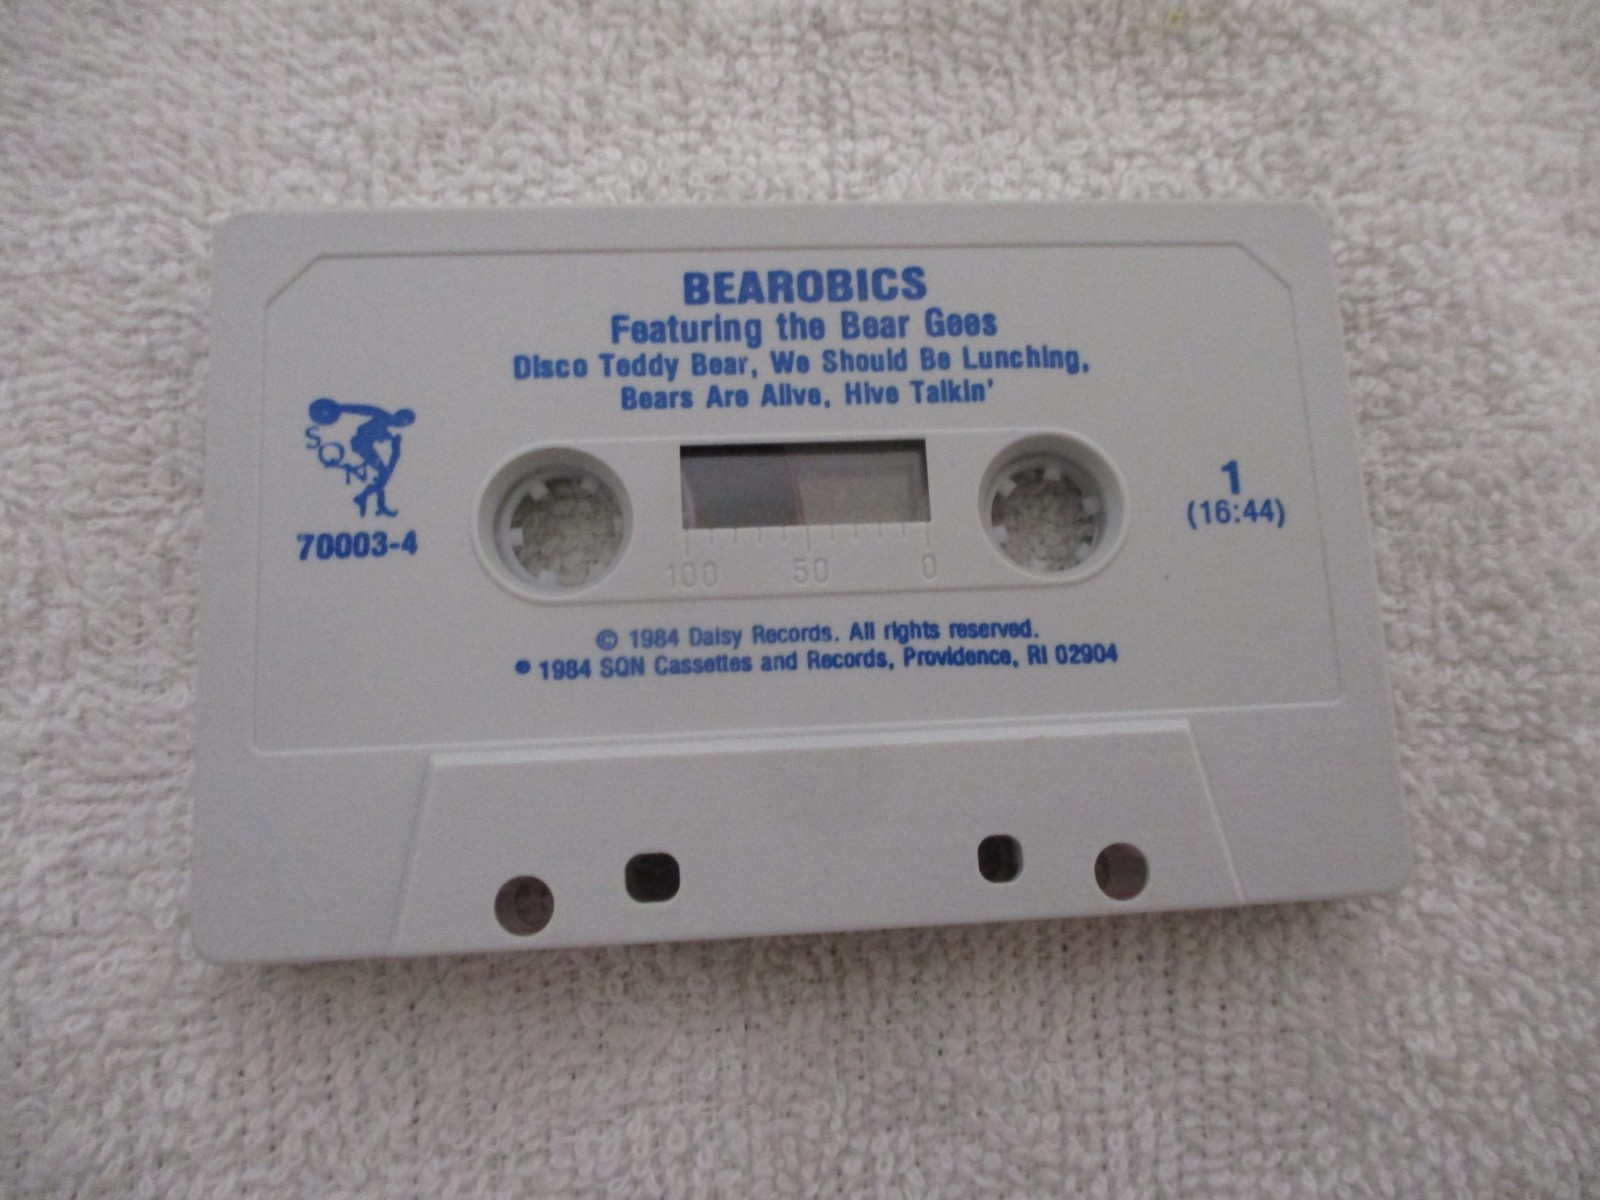 BEAROBICS
Featuring the Bear Gees
Disco Teddy Bear, We Should Be Lunching,
Bears Are Alive, Hive Talkin'
SQN
70003-4
1
(16:44)
100 50 0
© 1984 Daisy Records. All rights reserved.
℗ 1984 SQN Cassettes and Records, Providence, RI 02904